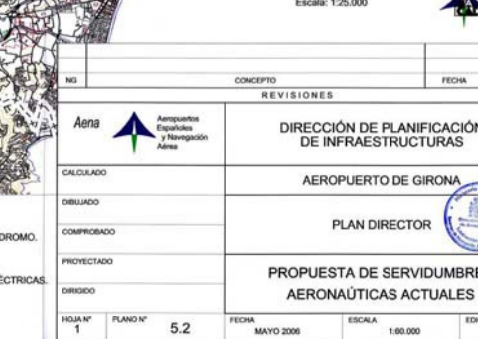 Escala: 1:25.000
NG
CONCEPTO
FECHA
REVISIONES
Aena
Aeropuertos
Españoles
y Navegación
Aérea
DIRECCIÓN DE PLANIFICACIÓN
DE INFRAESTRUCTURAS
CALCULADO
AEROPUERTO DE GIRONA
DIBUJADO
PLAN DIRECTOR
COMPROBADO
DROMO.
PROYECTADO
PROPUESTA DE SERVIDUMBRE
ÉCTRICAS.
DIRIGIDO
AERONAÚTICAS ACTUALES
HOJA Nº
1
PLANO Nº
5.2
FECHA
MAYO 2006
ESCALA
1:60.000
EDI